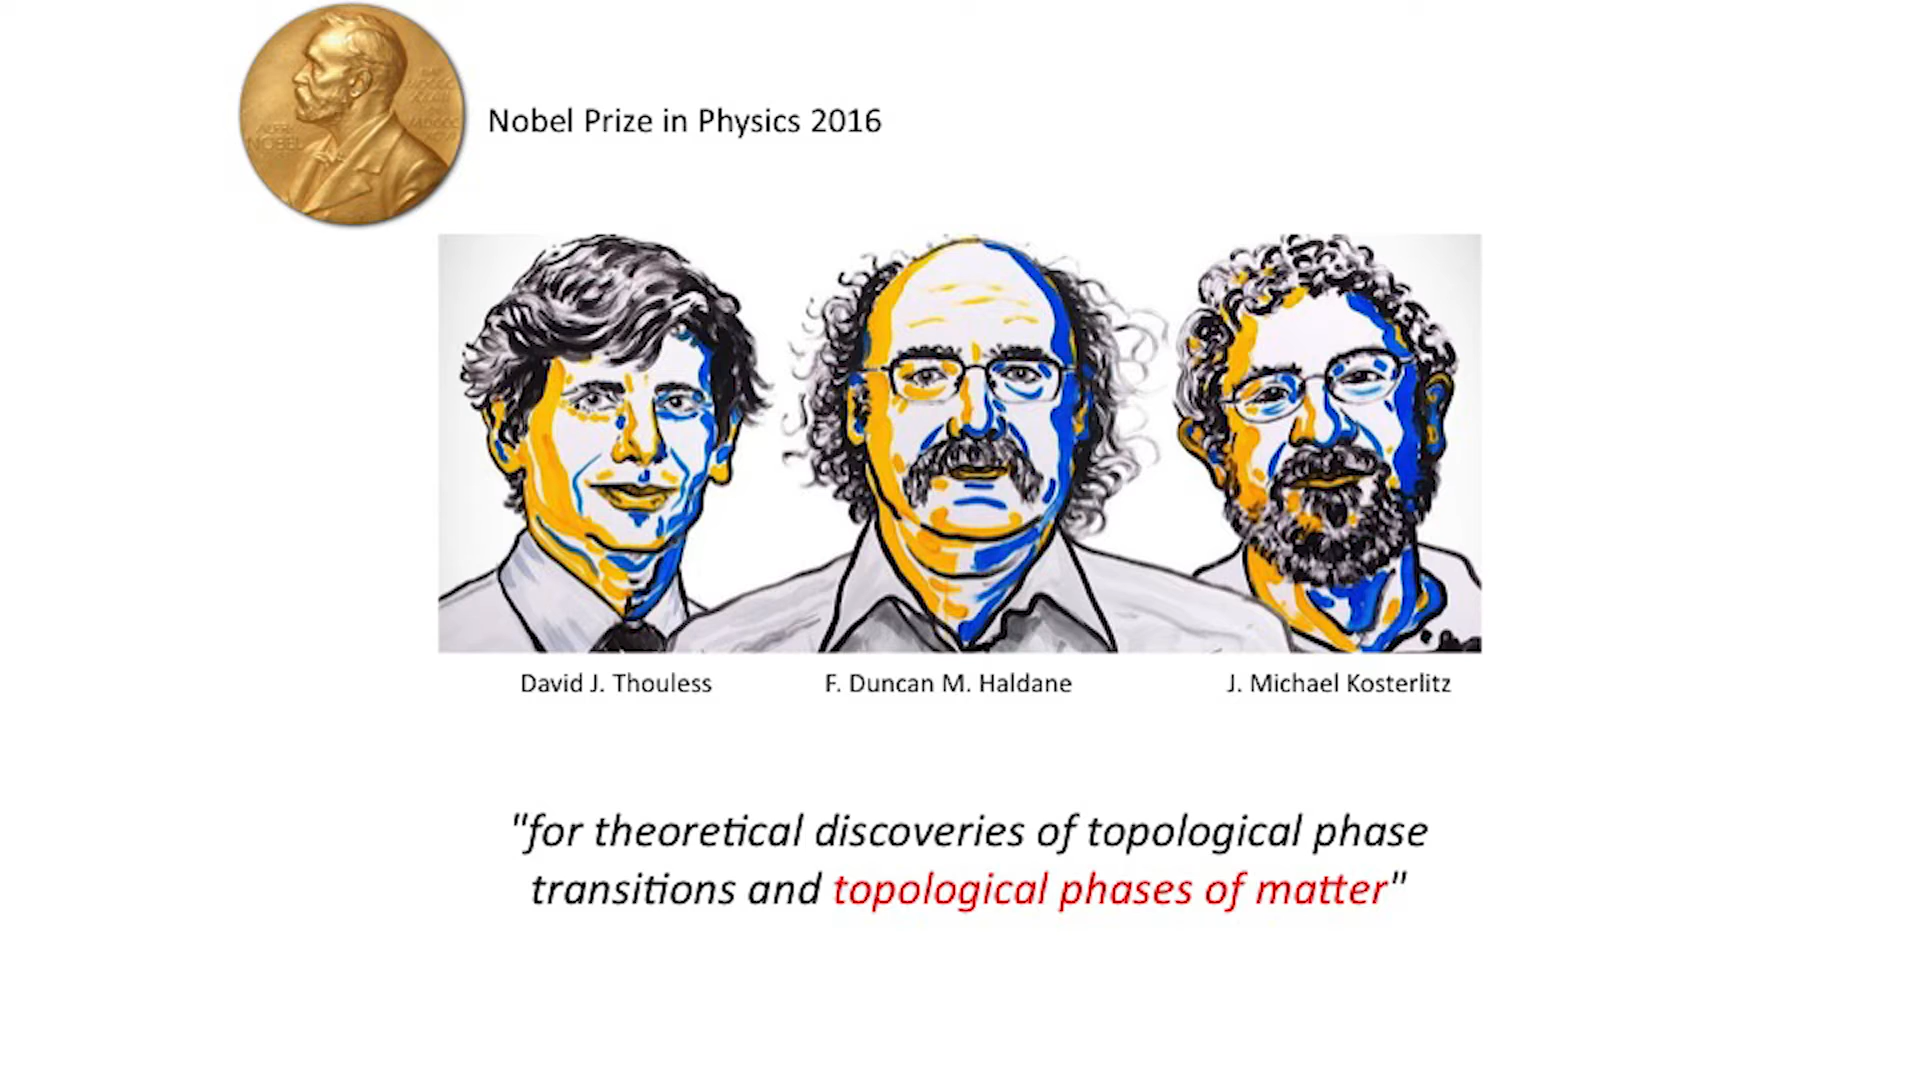 Nobel Prize in Physics 2016
NOBEL
David J. Thouless F. Duncan M. Haldane J. Michael Kosterlitz
"for theoretical discoveries of topological phase
transitions and topological phases of matter"